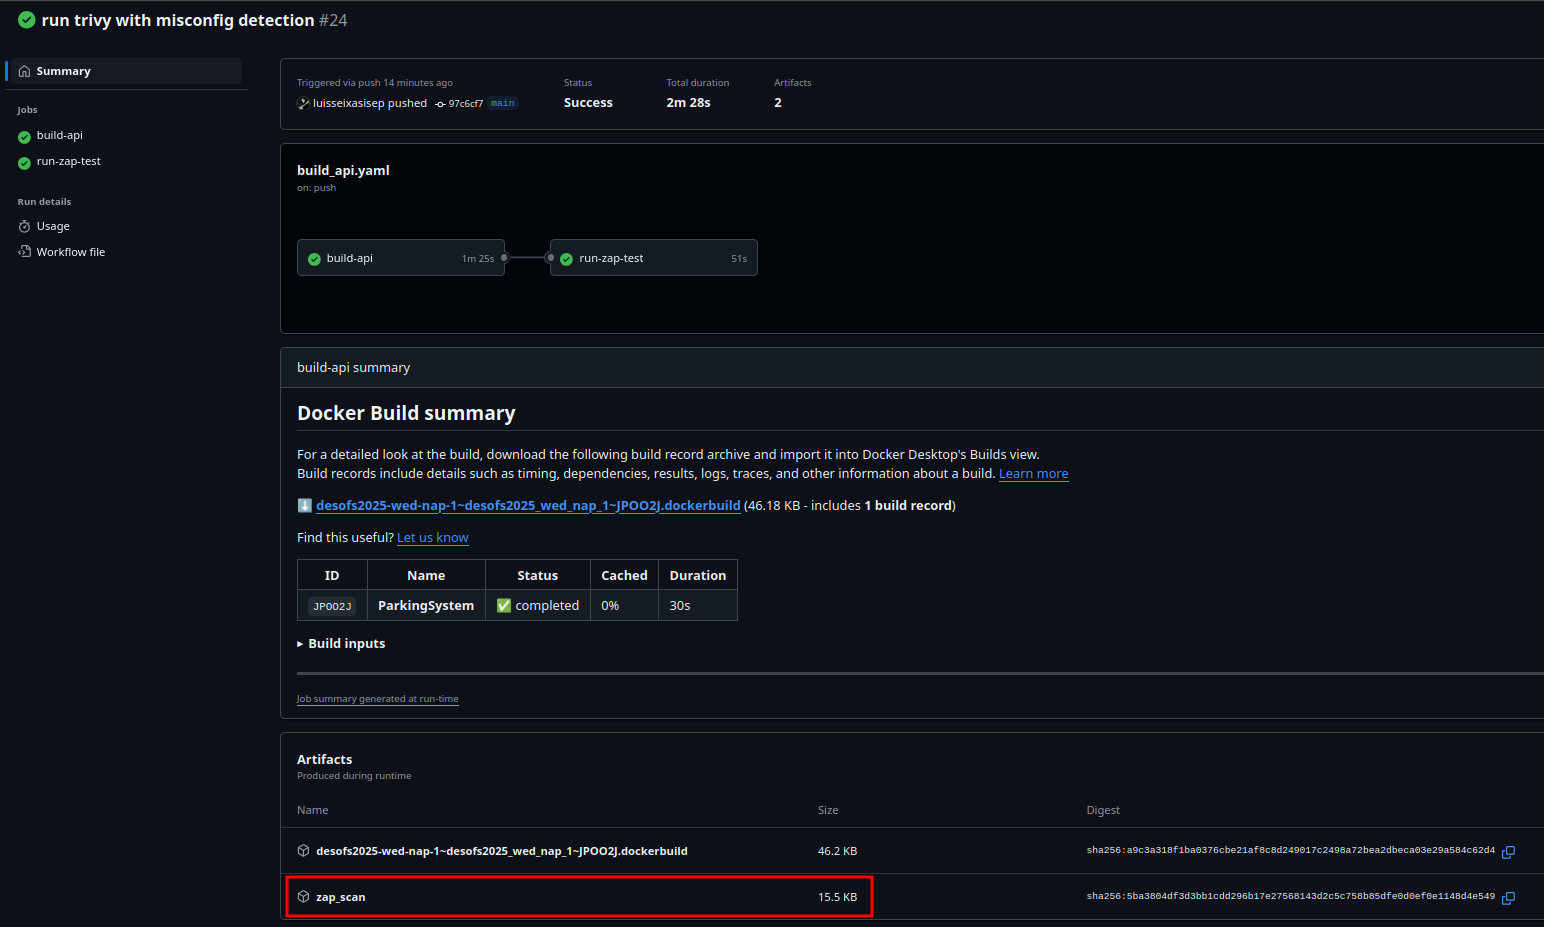 run trivy with misconfig detection #24
Summary
Jobs
build-api
run-zap-test
Run details
Usage
Workflow file
Triggered via push 14 minutes ago
luisseixasisep pushed 97c6cf7 main
Status
Success
Total duration
2m 28s
Artifacts
2
build_api.yaml
on: push
build-api 1m 25s
run-zap-test 51s
build-api summary
Docker Build summary
For a detailed look at the build, download the following build record archive and import it into Docker Desktop's Builds view.
Build records include details such as timing, dependencies, results, logs, traces, and other information about a build. Learn more
desofs2025-wed-nap-1~desofs2025_wed_nap_1~JPOO2J.dockerbuild (46.18 KB - includes 1 build record)
Find this useful? Let us know
ID Name Status Cached Duration
JPOO2J ParkingSystem ✅ completed 0% 30s
▸ Build inputs
Job summary generated at run-time
Artifacts
Produced during runtime
Name Size Digest
desofs2025-wed-nap-1~desofs2025_wed_nap_1~JPOO2J.dockerbuild 46.2 KB sha256:a9c3a318f1ba0376cbe21af8c8d249017c2498a72bea2dbeca03e29a584c62d4
zap_scan 15.5 KB sha256:5ba3804df3d3bb1cdd296b17e27568143d2c5c758b85dfe0d0ef0e1148d4e549